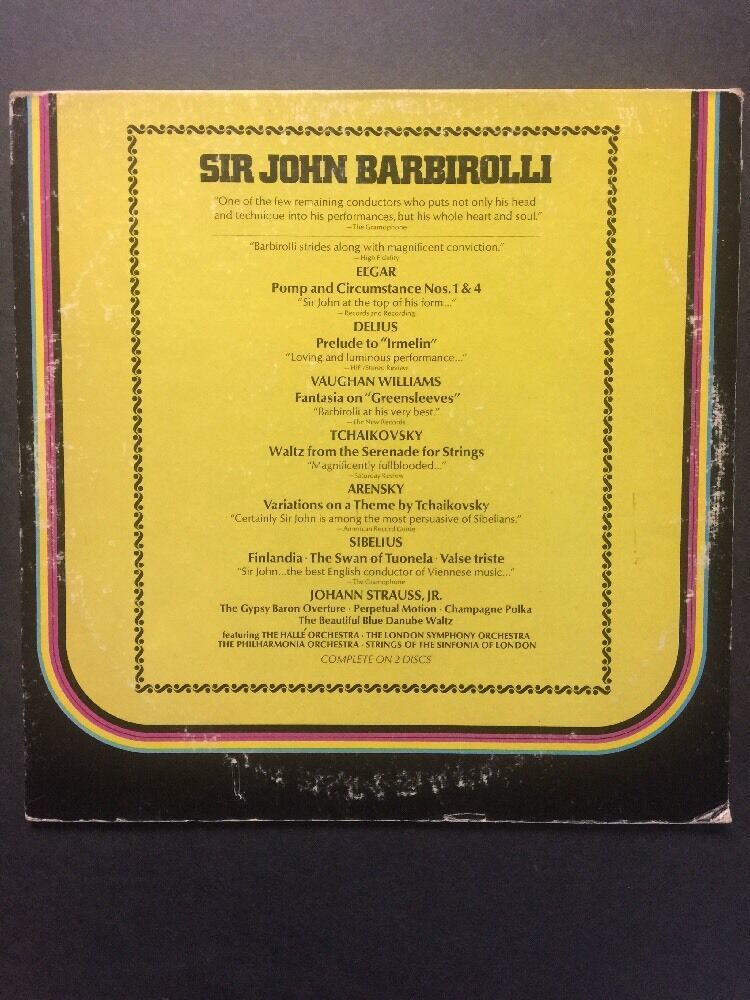 SIR JOHN BARBIROLLI
"One of the few remaining conductors who puts not only his head
and technique into his performances, but his whole heart and soul."
—The Gramophone
"Barbirolli strides along with magnificent conviction."
—High Fidelity
ELGAR
Pomp and Circumstance Nos. 1 & 4
"Sir John at the top of his form..."
—Records and Recording
DELIUS
Prelude to "Irmelin"
"Loving and luminous performance..."
—HiF/Stereo Review
VAUGHAN WILLIAMS
Fantasia on "Greensleeves"
"Barbirolli at his very best."
—The New Records
TCHAIKOVSKY
Waltz from the Serenade for Strings
"Magnificently fullblooded..."
—Saturday Review
ARENSKY
Variations on a Theme by Tchaikovsky
"Certainly Sir John is among the most persuasive of Sibelians."
—American Record Guide
SIBELIUS
Finlandia · The Swan of Tuonela · Valse triste
"Sir John...the best English conductor of Viennese music..."
—The Gramophone
JOHANN STRAUSS, JR.
The Gypsy Baron Overture · Perpetual Motion · Champagne Polka
The Beautiful Blue Danube Waltz
featuring THE HALLÉ ORCHESTRA · THE LONDON SYMPHONY ORCHESTRA
THE PHILHARMONIA ORCHESTRA · STRINGS OF THE SINFONIA OF LONDON
COMPLETE ON 2 DISCS